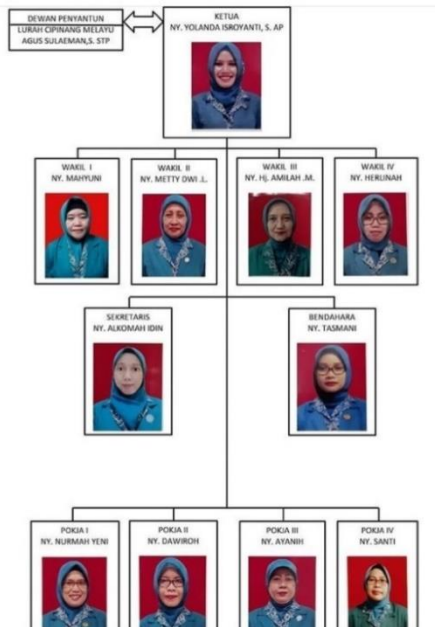 DEWAN PENYANTUN
LURAH CIPINANG MELAYU
AGUS SULAEMAN,S. STP
KETUA
NY. YOLANDA ISROYANTI, S. AP
WAKIL I
NY. MAHYUNI
WAKIL II
NY. METTY DWI .L.
WAKIL III
NY. Hj. AMILAH .M.
WAKIL IV
NY. HERLINAH
SEKRETARIS
NY. ALKOMAH IDIN
BENDAHARA
NY. TASMANI
POKJA I
NY. NURMAH YENI
POKJA II
NY. DAWIROH
POKJA III
NY. AYANIH
POKJA IV
NY. SANTI